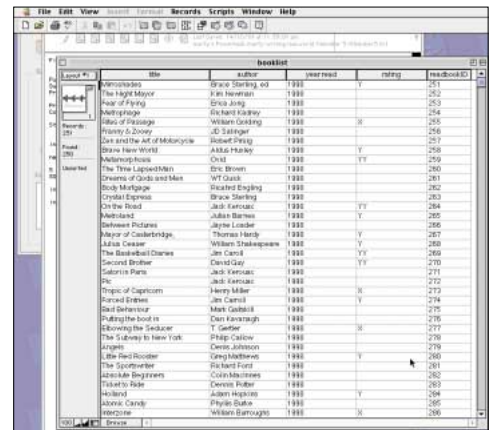 File Edit View Insert Format Records Scripts Window Help
booklist
Layout #1 title author year read rating readbookID
Mirrorshades Bruce Sterling, ed 1990 Y 251
The Night Mayor Kim Newman 1990 252
Fear of Flying Erica Jong 1990 253
Metrophage Richard Kadrey 1990 254
Rites of Passage William Golding 1990 X 255
Franny & Zooey JD Salinger 1990 256
Zen and the Art of Motorcycle Robert Pirsig 1990 257
Brave New World Aldus Huxley 1990 Y 258
Metamorphosis Ovid 1990 YY 259
The Time Lapsed Man Eric Brown 1990 260
Dreams of Gods and Men WT Quick 1990 261
Body Mortgage Engling 1990 262
Crystal Express Bruce Sterling 1990 263
On the Road Jack Kerouac 1990 YY 264
Metroland Julian Barnes 1990 Y 265
Between Pictures Jayne Loader 1990 266
Mayor of Casterbridge, Thomas Hardy 1990 Y 267
Julius Ceaser William Shakespeare 1990 Y 268
The Basketball Diaries Jim Carroll 1990 YY 269
Second Brother David Guy 1990 YY 270
Satori in Paris Jack Kerouac 1990 271
Pic Jack Kerouac 1990 272
Tropic of Capricorn Henry Miller 1990 X 273
Forced Entries Jim Carroll 1990 Y 274
Bad Behaviour Mark Gaitskill 1990 275
Putting the boot in Dan Kavanagh 1990 276
Elbowing the Seducer T. Gertler 1990 X 277
The Subway to New York Philip Callow 1990 278
Angels Denis Johnson 1990 279
Little Red Rooster Greg Matthews 1990 Y 280
The Sportswriter Richard Ford 1990 281
Absolute Beginners Colin MacInnes 1990 282
Ticket to Ride Dennis Potter 1990 283
Holland Adam Hopkins 1990 Y 284
Atomic Candy Phyllis Burke 1990 285
Interzone William Burroughs 1990 X 286
Records:
251
Found:
250
Unsorted
100 Browse